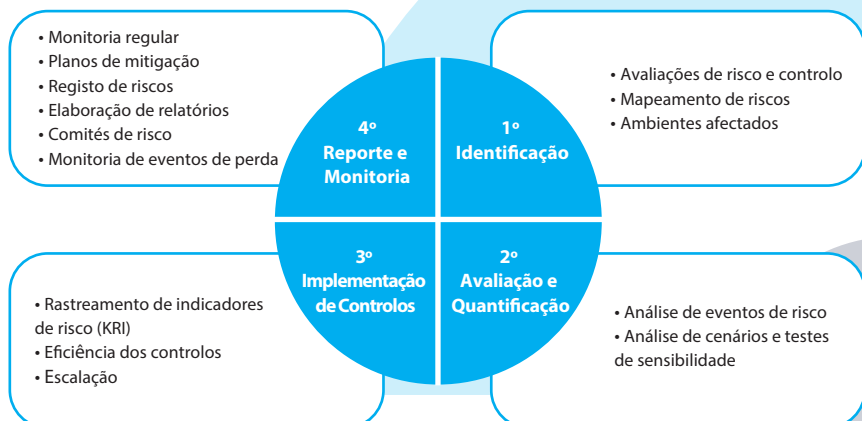 • Monitoria regular
• Planos de mitigação
• Registo de riscos
• Elaboração de relatórios
• Comités de risco
• Monitoria de eventos de perda
4º
Reporte e
Monitoria
1º
Identificação
• Avaliações de risco e controlo
• Mapeamento de riscos
• Ambientes afectados
• Rastreamento de indicadores
de risco (KRI)
• Eficiência dos controlos
• Escalação
3º
Implementação
de Controlos
2º
Avaliação e
Quantificação
• Análise de eventos de risco
• Análise de cenários e testes
de sensibilidade